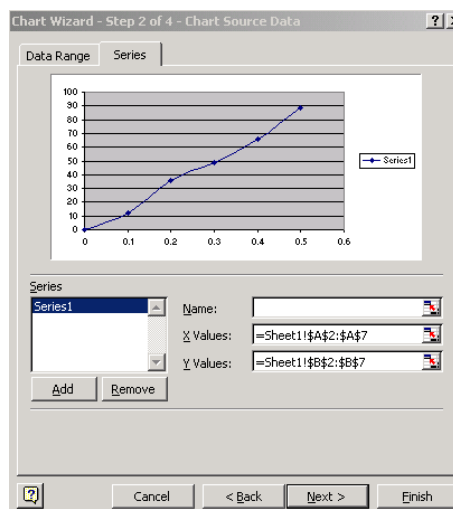 Chart Wizard - Step 2 of 4 - Chart Source Data
Data Range Series
100
90
80
70
60
50
40
30
20
10
0
0 0.1 0.2 0.3 0.4 0.5 0.6
Series1
Series
Series1
Name:
X Values: =Sheet1!$A$2:$A$7
Y Values: =Sheet1!$B$2:$B$7
Add Remove
Cancel < Back Next > Finish